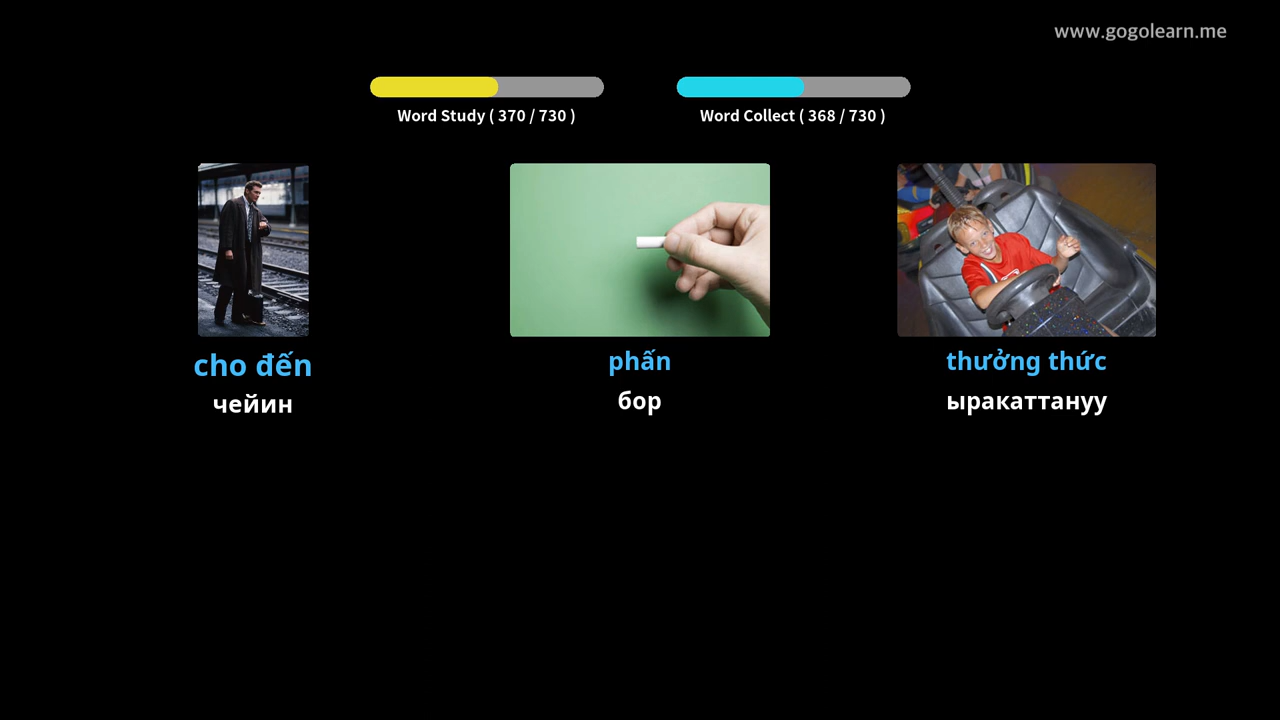 www.gogolearn.me
Word Study ( 370 / 730 )
Word Collect ( 368 / 730 )
cho đến
phấn
thưởng thức
чейин
бор
ыракаттануу